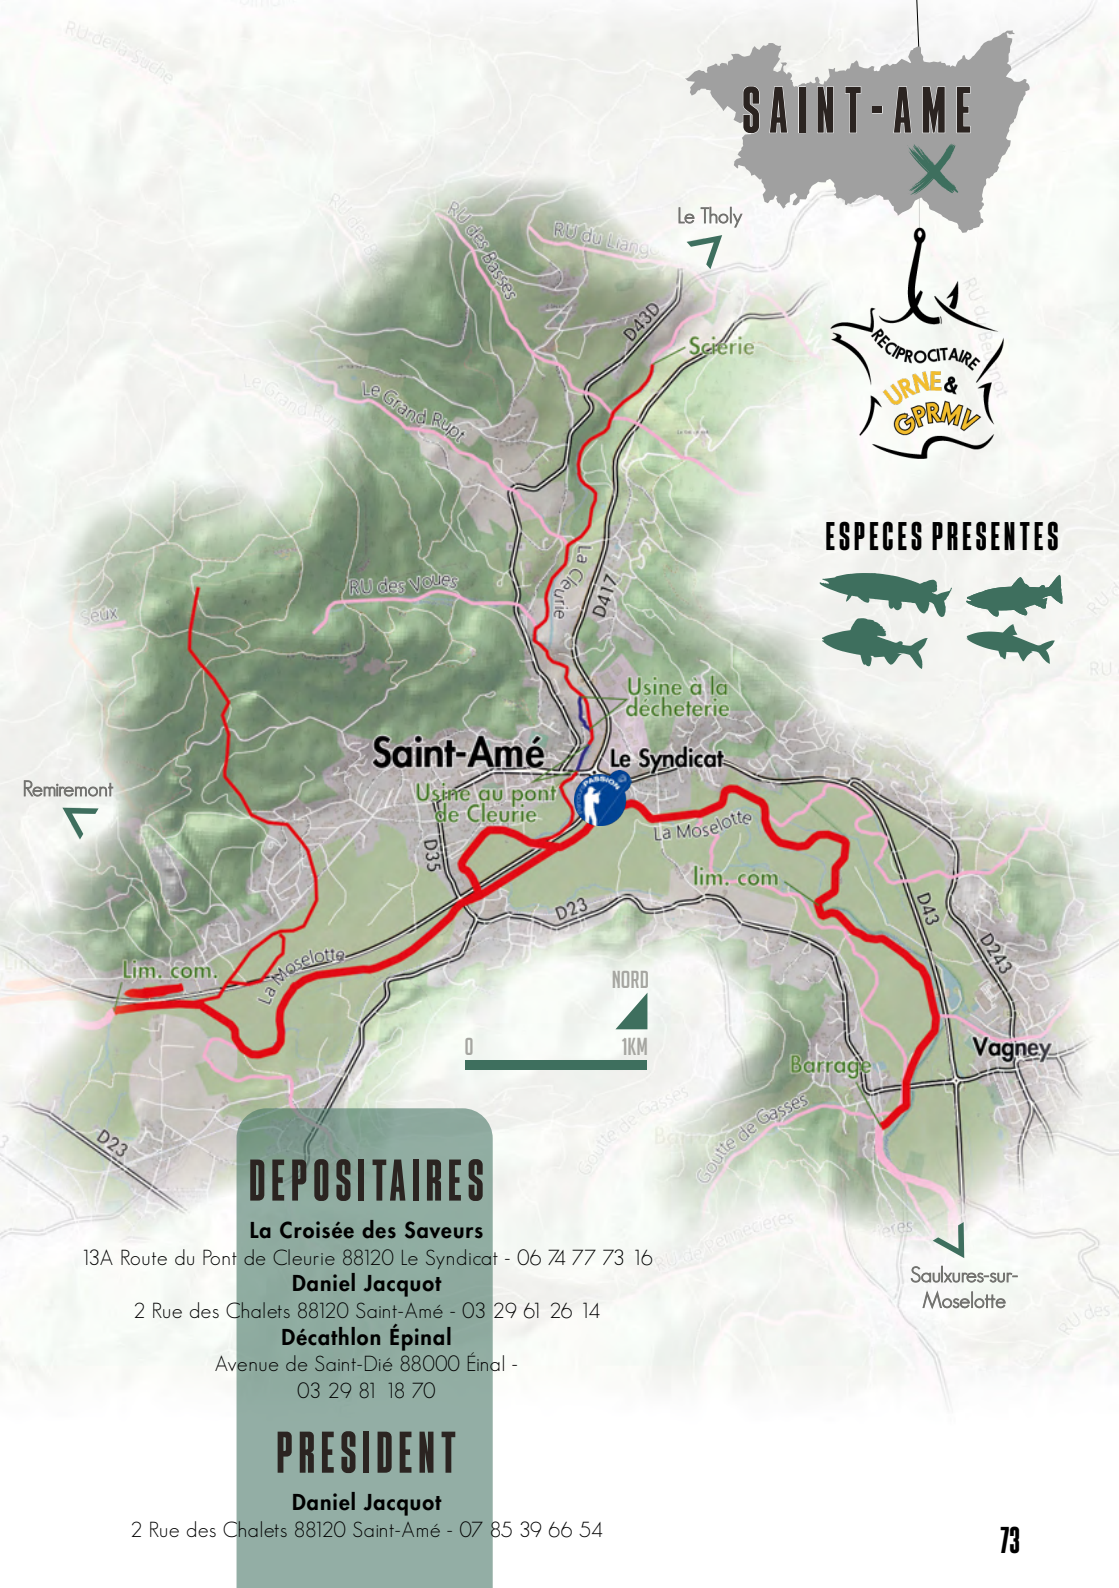 SAINT-AME
Le Tholy
RECIPROCITAIRE
URNE &
GPRMV
ESPECES PRESENTES
RU des Basses
RU du Liang
D43D
Scierie
Le Grand Rupt
Le Grand Ru
La Cleurie
D417
RU des Voues
Seux
Usine à la
décheterie
Saint-Amé
Le Syndicat
PASSION
Remiremont
Usine au pont
de Cleurie
La Moselotte
D35
lim. com
D23
D43
D243
Lim. com.
La Moselotte
NORD
0
1KM
Vagney
Barrage
Goutte de Gasses
D23
Saulxures-sur-
Moselotte
DEPOSITAIRES
La Croisée des Saveurs
13A Route du Pont de Cleurie 88120 Le Syndicat - 06 74 77 73 16
Daniel Jacquot
2 Rue des Chalets 88120 Saint-Amé - 03 29 61 26 14
Décathlon Épinal
Avenue de Saint-Dié 88000 Éinal -
03 29 81 18 70
PRESIDENT
Daniel Jacquot
2 Rue des Chalets 88120 Saint-Amé - 07 85 39 66 54
73